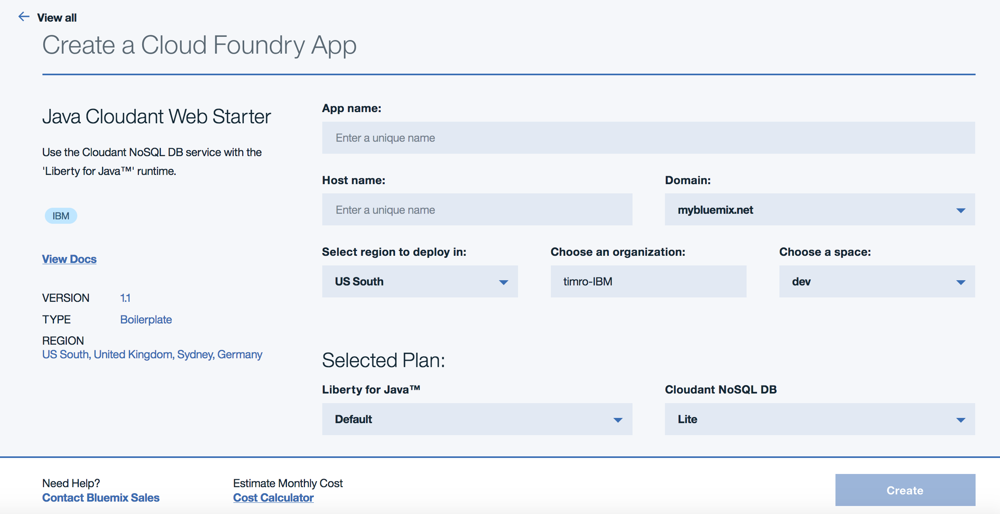 View all
Create a Cloud Foundry App
Java Cloudant Web Starter
Use the Cloudant NoSQL DB service with the
'Liberty for Java™' runtime.
IBM
View Docs
VERSION 1.1
TYPE Boilerplate
REGION
US South, United Kingdom, Sydney, Germany
App name:
Enter a unique name
Host name: Domain:
Enter a unique name mybluemix.net
Select region to deploy in: Choose an organization: Choose a space:
US South timro-IBM dev
Selected Plan:
Liberty for Java™ Cloudant NoSQL DB
Default Lite
Need Help? Estimate Monthly Cost
Contact Bluemix Sales Cost Calculator
Create